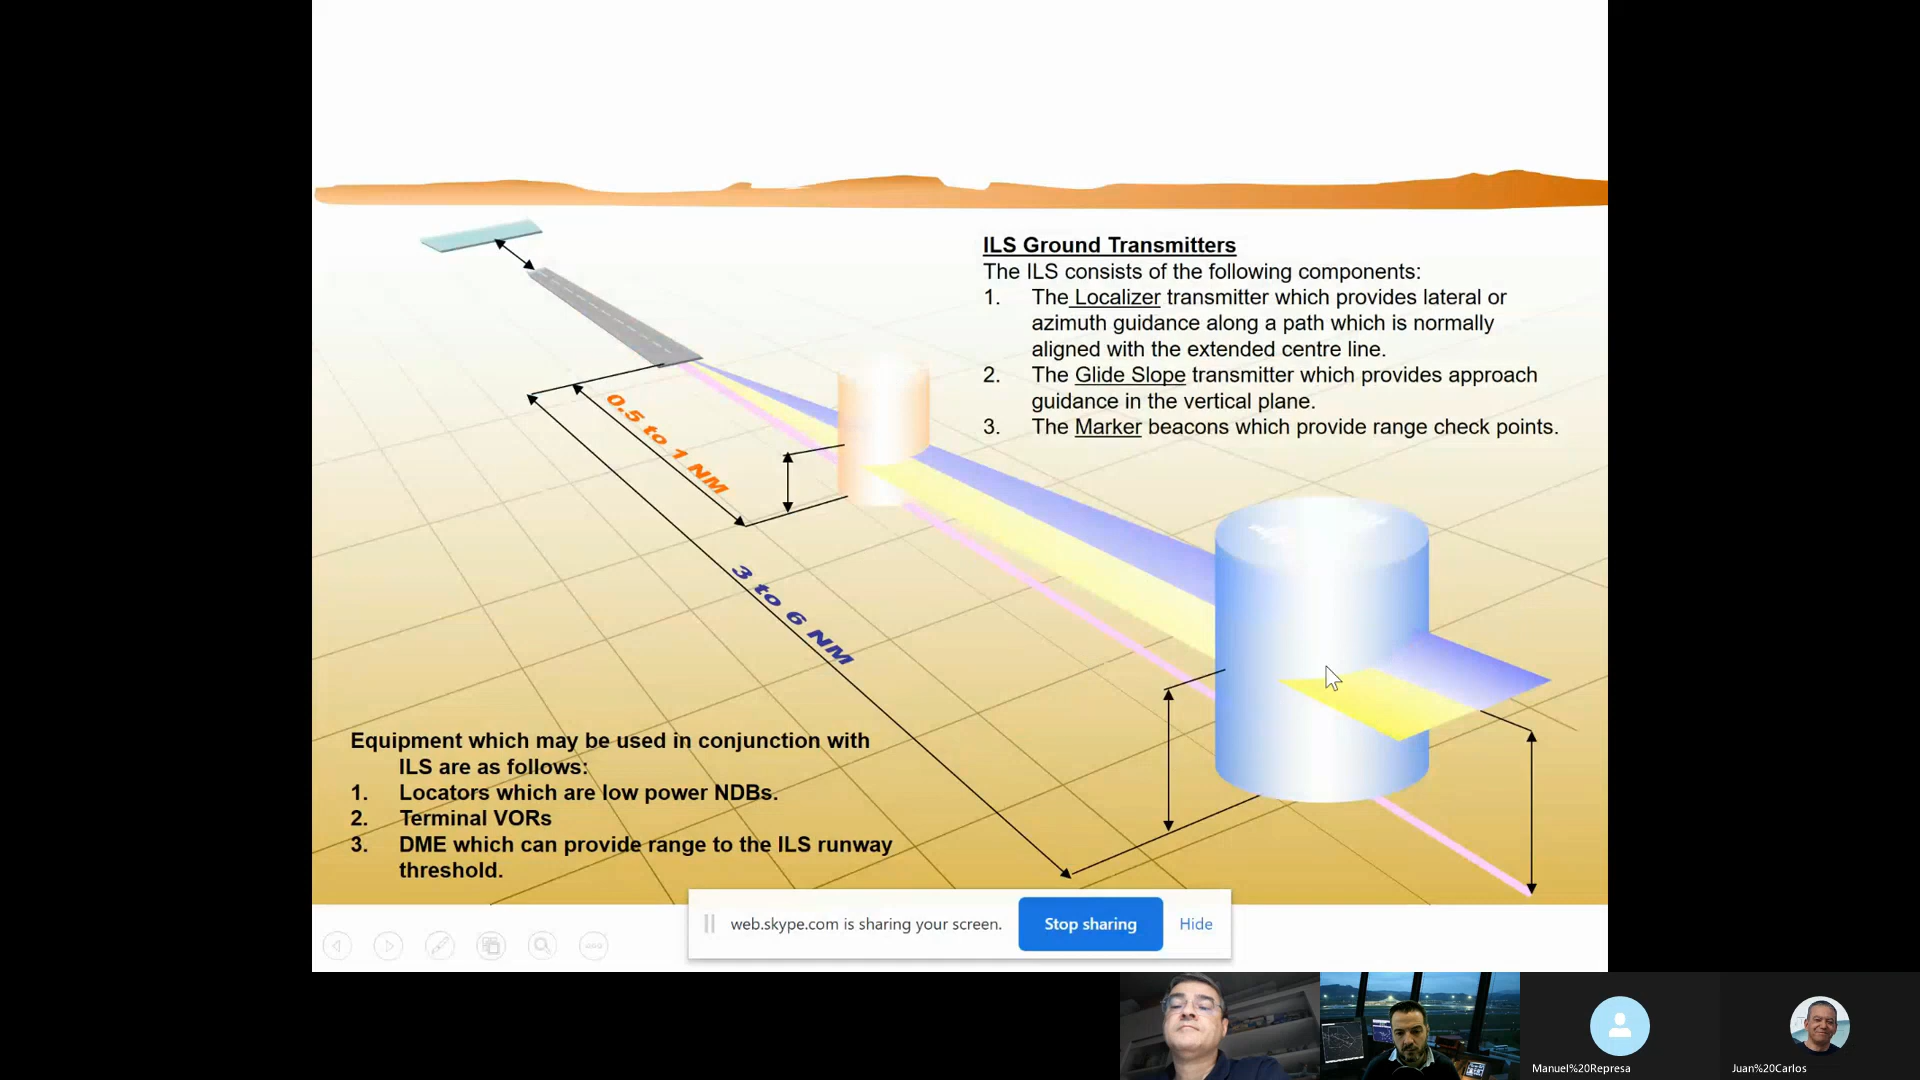 ILS Ground Transmitters
The ILS consists of the following components:
1. The Localizer transmitter which provides lateral or
azimuth guidance along a path which is normally
aligned with the extended centre line.
2. The Glide Slope transmitter which provides approach
guidance in the vertical plane.
3. The Marker beacons which provide range check points.
0.5 to 1 NM
3 to 6 NM
Equipment which may be used in conjunction with
ILS are as follows:
1. Locators which are low power NDBs.
2. Terminal VORs
3. DME which can provide range to the ILS runway
threshold.
web.skype.com is sharing your screen.
Stop sharing
Hide
Manuel%20Represa
Juan%20Carlos